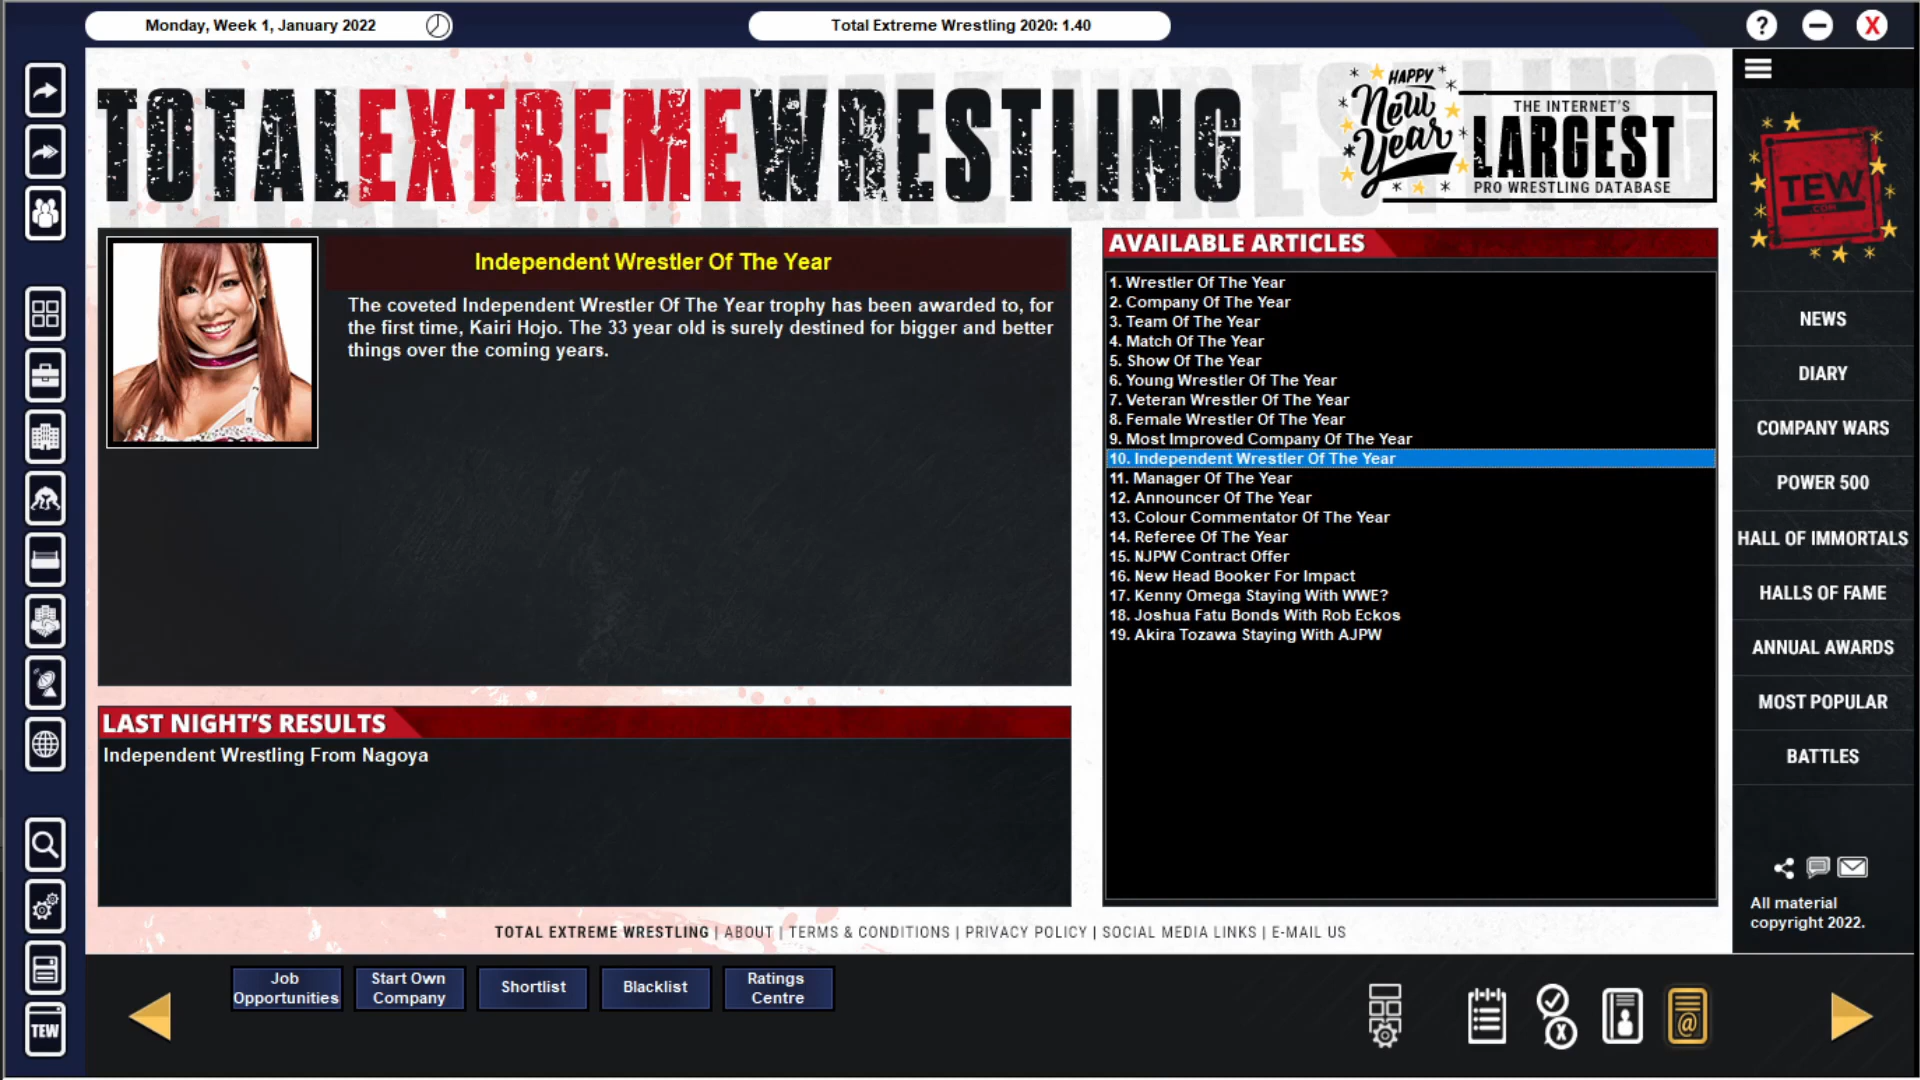 Monday, Week 1, January 2022
Total Extreme Wrestling 2020: 1.40
?
X
TOTALEXTREMEWRESTLING
HAPPY
New
Year
THE INTERNET'S
LARGEST
PRO WRESTLING DATABASE
TEW
.COM
Independent Wrestler Of The Year
The coveted Independent Wrestler Of The Year trophy has been awarded to, for
the first time, Kairi Hojo. The 33 year old is surely destined for bigger and better
things over the coming years.
LAST NIGHT'S RESULTS
Independent Wrestling From Nagoya
AVAILABLE ARTICLES
1. Wrestler Of The Year
2. Company Of The Year
3. Team Of The Year
4. Match Of The Year
5. Show Of The Year
6. Young Wrestler Of The Year
7. Veteran Wrestler Of The Year
8. Female Wrestler Of The Year
9. Most Improved Company Of The Year
10. Independent Wrestler Of The Year
11. Manager Of The Year
12. Announcer Of The Year
13. Colour Commentator Of The Year
14. Referee Of The Year
15. NJPW Contract Offer
16. New Head Booker For Impact
17. Kenny Omega Staying With WWE?
18. Joshua Fatu Bonds With Rob Eckos
19. Akira Tozawa Staying With AJPW
NEWS
DIARY
COMPANY WARS
POWER 500
HALL OF IMMORTALS
HALLS OF FAME
ANNUAL AWARDS
MOST POPULAR
BATTLES
All material
copyright 2022.
TOTAL EXTREME WRESTLING | ABOUT | TERMS & CONDITIONS | PRIVACY POLICY | SOCIAL MEDIA LINKS | E-MAIL US
TEW
Job
Opportunities
Start Own
Company
Shortlist
Blacklist
Ratings
Centre
X
@